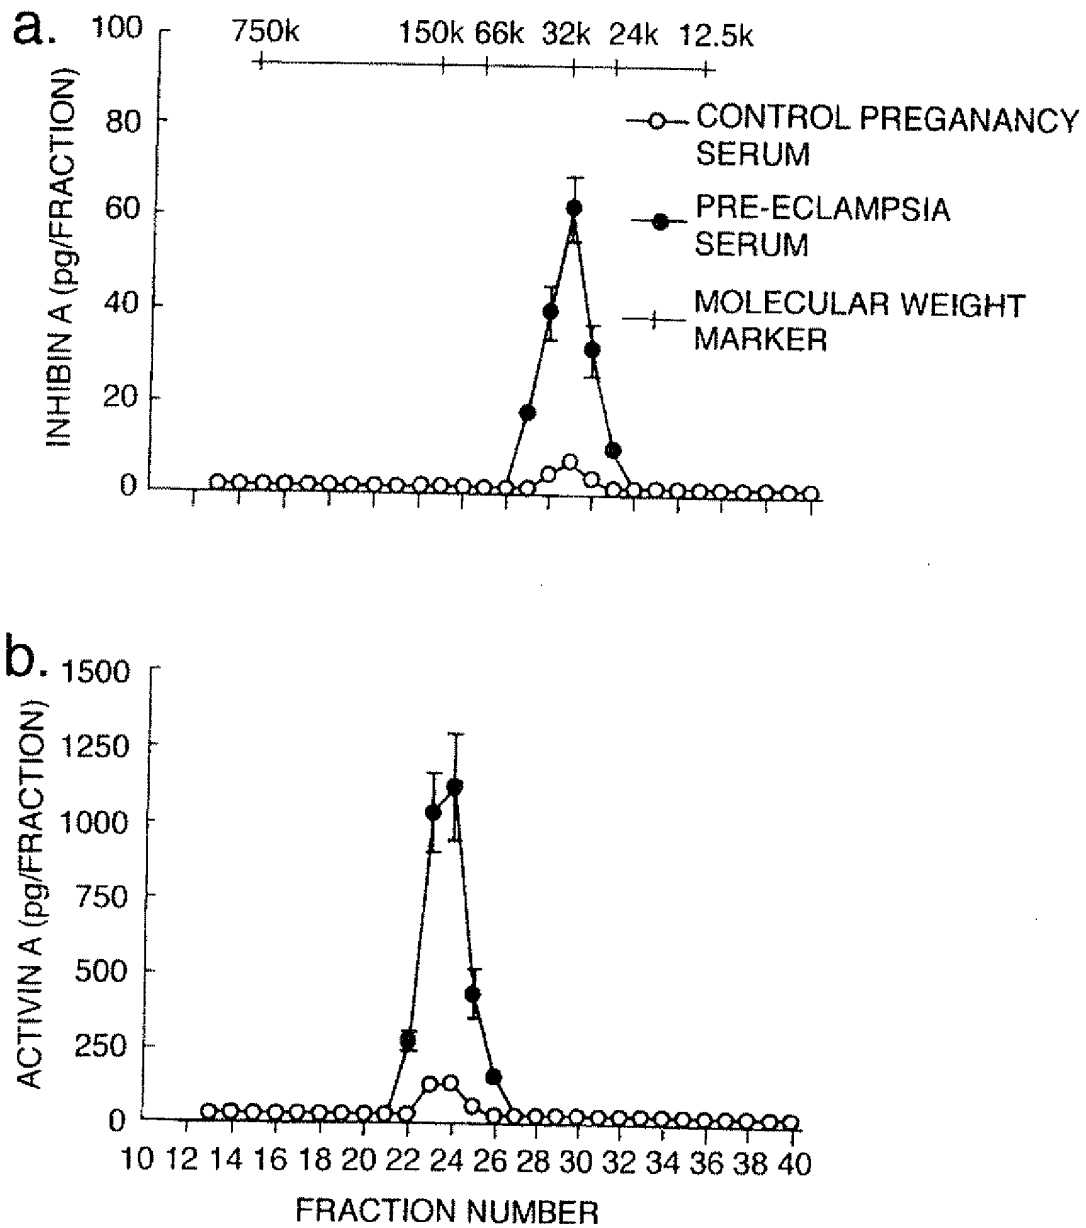 a.
100
80
60
40
20
0
INHIBIN A (pg/FRACTION)
750k 150k 66k 32k 24k 12.5k
CONTROL PREGANANCY
SERUM
PRE-ECLAMPSIA
SERUM
MOLECULAR WEIGHT
MARKER
b.
1500
1250
1000
750
500
250
0
ACTIVIN A (pg/FRACTION)
10 12 14 16 18 20 22 24 26 28 30 32 34 36 38 40
FRACTION NUMBER